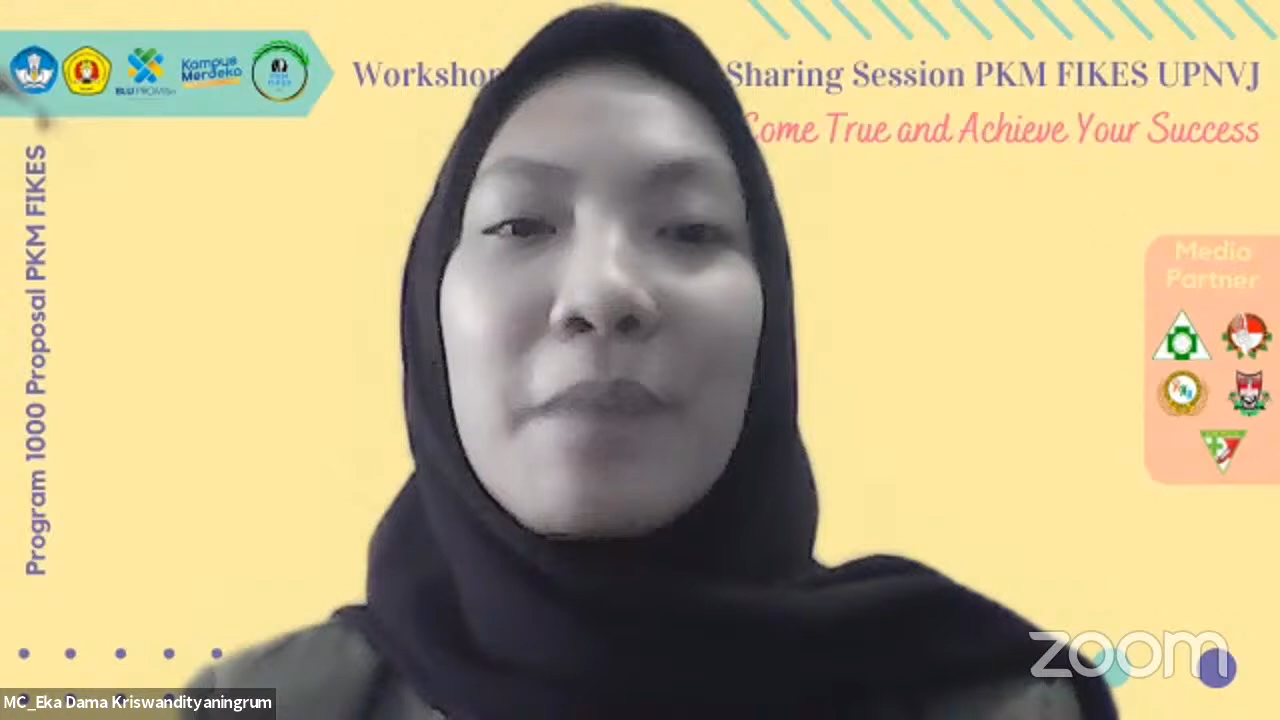 Kampus
Merdeka
Workshop Sharing Session PKM FIKES UPNVJ
Come True and Achieve Your Success
Program 1000 Proposal PKM FIKES
Media
Partner
zoom
MC_Eka Dama Kriswandityaningrum